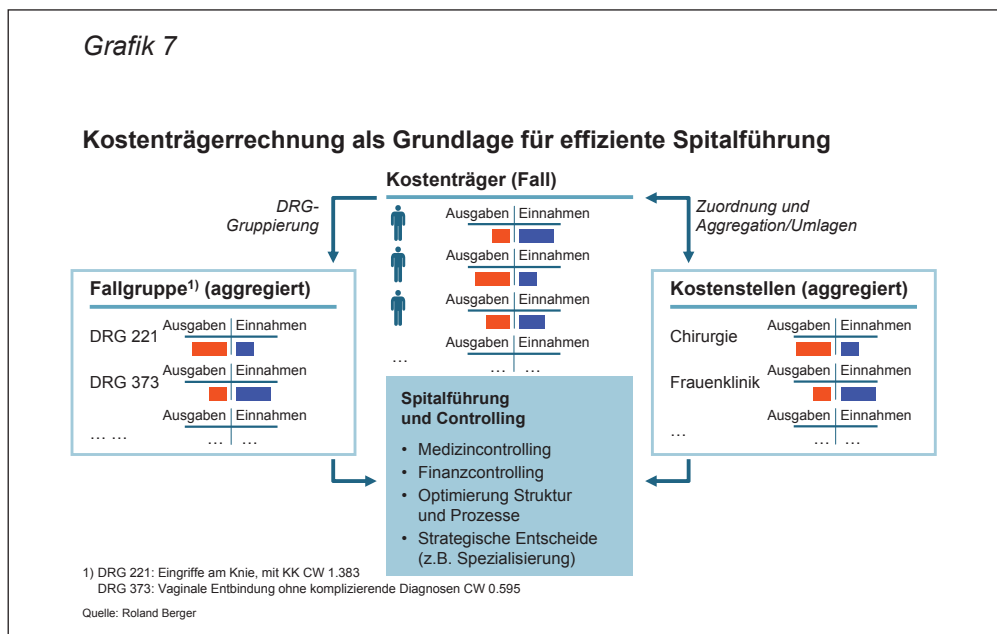 Grafik 7
Kostenträgerrechnung als Grundlage für effiziente Spitalführung
Kostenträger (Fall)
DRG-
Gruppierung
Ausgaben Einnahmen
Ausgaben Einnahmen
Ausgaben Einnahmen
… Ausgaben Einnahmen
… …
Zuordnung und
Aggregation/Umlagen
Fallgruppe1) (aggregiert)
DRG 221 Ausgaben Einnahmen
DRG 373 Ausgaben Einnahmen
Ausgaben Einnahmen
… … … …
Kostenstellen (aggregiert)
Chirurgie Ausgaben Einnahmen
Frauenklinik Ausgaben Einnahmen
Ausgaben Einnahmen
… … …
Spitalführung
und Controlling
• Medizincontrolling
• Finanzcontrolling
• Optimierung Struktur
und Prozesse
• Strategische Entscheide
(z.B. Spezialisierung)
1) DRG 221: Eingriffe am Knie, mit KK CW 1.383
DRG 373: Vaginale Entbindung ohne komplizierende Diagnosen CW 0.595
Quelle: Roland Berger